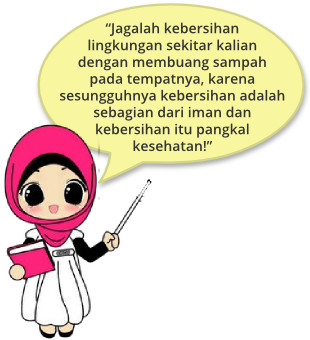 “Jagalah kebersihan
lingkungan sekitar kalian
dengan membuang sampah
pada tempatnya, karena
sesungguhnya kebersihan adalah
sebagian dari iman dan
kebersihan itu pangkal
kesehatan!”